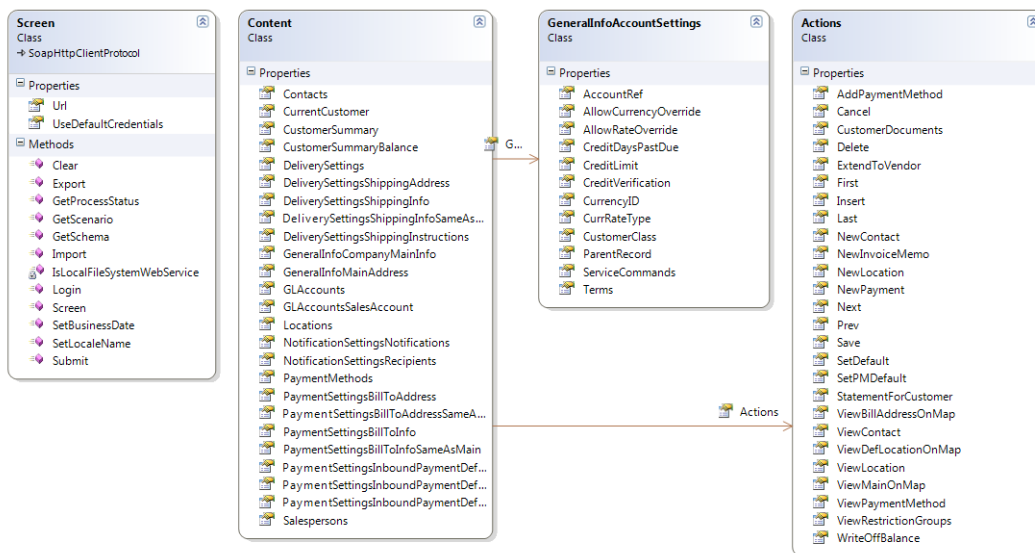 Screen
Class
SoapHttpClientProtocol
Properties
Url
UseDefaultCredentials
Methods
Clear
Export
GetProcessStatus
GetScenario
GetSchema
Import
IsLocalFileSystemWebService
Login
Screen
SetBusinessDate
SetLocaleName
Submit
Content
Class
Properties
Contacts
CurrentCustomer
CustomerSummary
CustomerSummaryBalance
DeliverySettings
DeliverySettingsShippingAddress
DeliverySettingsShippingInfo
DeliverySettingsShippingInfoSameAs...
DeliverySettingsShippingInstructions
GeneralInfoCompanyMainInfo
GeneralInfoMainAddress
GLAccounts
GLAccountsSalesAccount
Locations
NotificationSettingsNotifications
NotificationSettingsRecipients
PaymentMethods
PaymentSettingsBillToAddress
PaymentSettingsBillToAddressSameA...
PaymentSettingsBillToInfo
PaymentSettingsBillToInfoSameAsMain
PaymentSettingsInboundPaymentDef...
PaymentSettingsInboundPaymentDef...
PaymentSettingsInboundPaymentDef...
Salespersons
G...
Actions
GeneralInfoAccountSettings
Class
Properties
AccountRef
AllowCurrencyOverride
AllowRateOverride
CreditDaysPastDue
CreditLimit
CreditVerification
CurrencyID
CurrRateType
CustomerClass
ParentRecord
ServiceCommands
Terms
Actions
Class
Properties
AddPaymentMethod
Cancel
CustomerDocuments
Delete
ExtendToVendor
First
Insert
Last
NewContact
NewInvoiceMemo
NewLocation
NewPayment
Next
Prev
Save
SetDefault
SetPMDefault
StatementForCustomer
ViewBillAddressOnMap
ViewContact
ViewDefLocationOnMap
ViewLocation
ViewMainOnMap
ViewPaymentMethod
ViewRestrictionGroups
WriteOffBalance